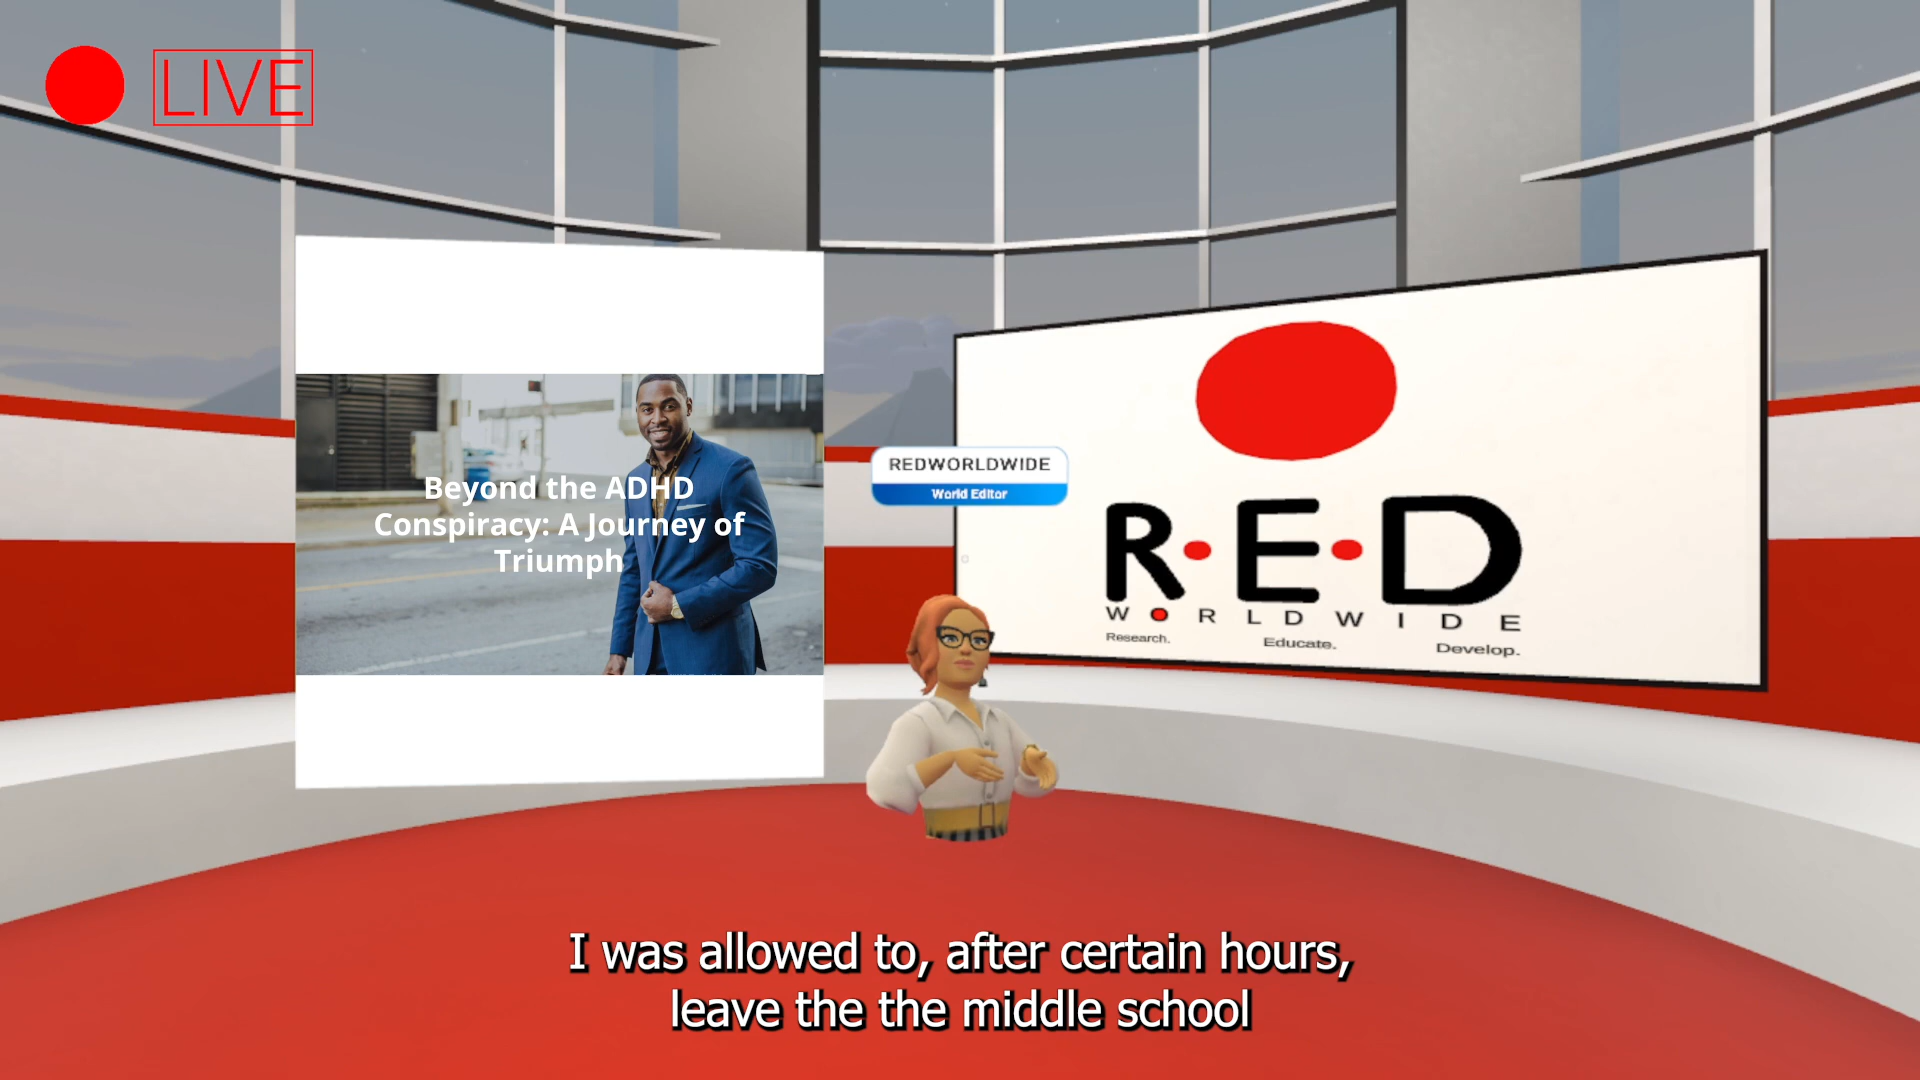 LIVE
Beyond the ADHD
Conspiracy: A Journey of
Triumph
REDWORLDWIDE
World Editor
R•E•D
WORLDWIDE
Research. Educate. Develop.
I was allowed to, after certain hours,
leave the the middle school